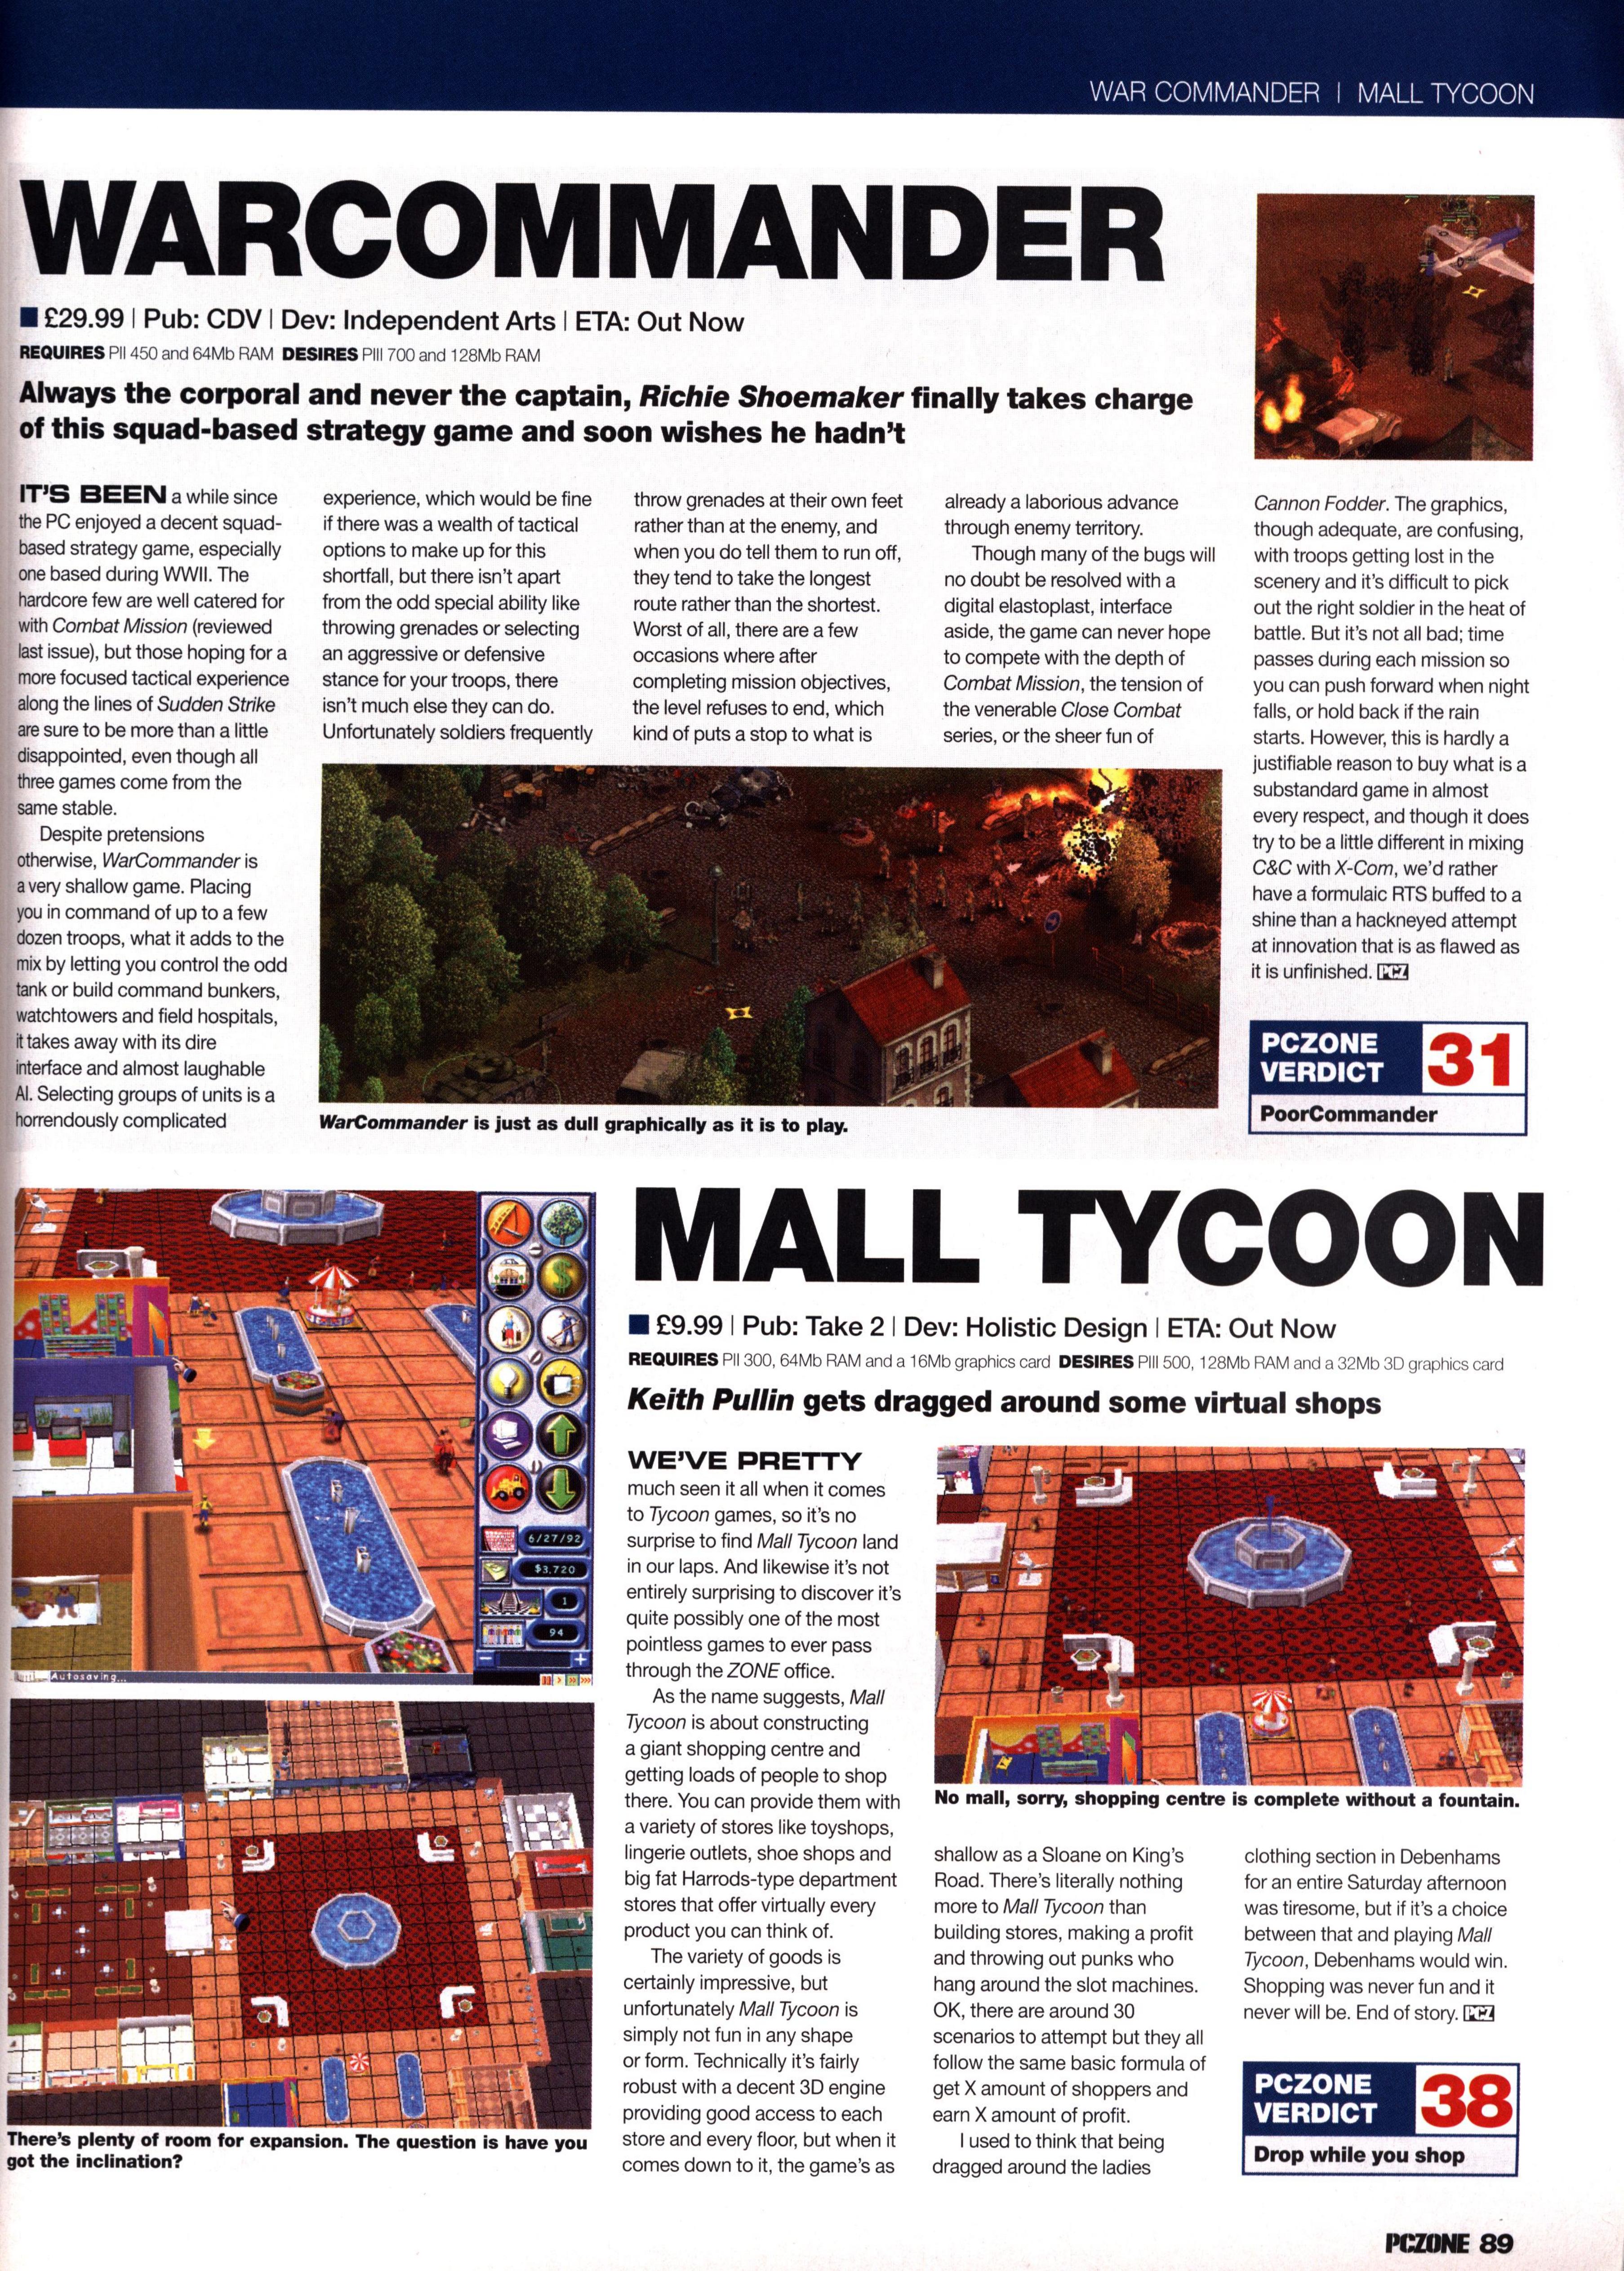 WAR COMMANDER | MALL TYCOON
WARCOMMANDER
£29.99 | Pub: CDV | Dev: Independent Arts | ETA: Out Now
REQUIRES PII 450 and 64Mb RAM DESIRES PIII 700 and 128Mb RAM
Always the corporal and never the captain, Richie Shoemaker finally takes charge
of this squad-based strategy game and soon wishes he hadn't
IT'S BEEN a while since
the PC enjoyed a decent squad-
based strategy game, especially
one based during WWII. The
hardcore few are well catered for
with Combat Mission (reviewed
last issue), but those hoping for a
more focused tactical experience
along the lines of Sudden Strike
are sure to be more than a little
disappointed, even though all
three games come from the
same stable.
Despite pretensions
otherwise, WarCommander is
a very shallow game. Placing
you in command of up to a few
dozen troops, what it adds to the
mix by letting you control the odd
tank or build command bunkers,
watchtowers and field hospitals,
it takes away with its dire
interface and almost laughable
AI. Selecting groups of units is a
horrendously complicated
experience, which would be fine
if there was a wealth of tactical
options to make up for this
shortfall, but there isn't apart
from the odd special ability like
throwing grenades or selecting
an aggressive or defensive
stance for your troops, there
isn't much else they can do.
Unfortunately soldiers frequently
throw grenades at their own feet
rather than at the enemy, and
when you do tell them to run off,
they tend to take the longest
route rather than the shortest.
Worst of all, there are a few
occasions where after
completing mission objectives,
the level refuses to end, which
kind of puts a stop to what is
already a laborious advance
through enemy territory.
Though many of the bugs will
no doubt be resolved with a
digital elastoplast, interface
aside, the game can never hope
to compete with the depth of
Combat Mission, the tension of
the venerable Close Combat
series, or the sheer fun of
Cannon Fodder. The graphics,
though adequate, are confusing,
with troops getting lost in the
scenery and it's difficult to pick
out the right soldier in the heat of
battle. But it's not all bad; time
passes during each mission so
you can push forward when night
falls, or hold back if the rain
starts. However, this is hardly a
justifiable reason to buy what is a
substandard game in almost
every respect, and though it does
try to be a little different in mixing
C&C with X-Com, we'd rather
have a formulaic RTS buffed to a
shine than a hackneyed attempt
at innovation that is as flawed as
it is unfinished. PCZ
WarCommander is just as dull graphically as it is to play.
PCZONE
VERDICT
31
PoorCommander
6/27/92
$3,720
1
94
Autosaving...
There's plenty of room for expansion. The question is have you
got the inclination?
MALL TYCOON
£9.99 | Pub: Take 2 | Dev: Holistic Design | ETA: Out Now
REQUIRES PII 300, 64Mb RAM and a 16Mb graphics card DESIRES PIII 500, 128Mb RAM and a 32Mb 3D graphics card
Keith Pullin gets dragged around some virtual shops
WE'VE PRETTY
much seen it all when it comes
to Tycoon games, so it's no
surprise to find Mall Tycoon land
in our laps. And likewise it's not
entirely surprising to discover it's
quite possibly one of the most
pointless games to ever pass
through the ZONE office.
As the name suggests, Mall
Tycoon is about constructing
a giant shopping centre and
getting loads of people to shop
there. You can provide them with
a variety of stores like toyshops,
lingerie outlets, shoe shops and
big fat Harrods-type department
stores that offer virtually every
product you can think of.
The variety of goods is
certainly impressive, but
unfortunately Mall Tycoon is
simply not fun in any shape
or form. Technically it's fairly
robust with a decent 3D engine
providing good access to each
store and every floor, but when it
comes down to it, the game's as
No mall, sorry, shopping centre is complete without a fountain.
shallow as a Sloane on King's
Road. There's literally nothing
more to Mall Tycoon than
building stores, making a profit
and throwing out punks who
hang around the slot machines.
OK, there are around 30
scenarios to attempt but they all
follow the same basic formula of
get X amount of shoppers and
earn X amount of profit.
I used to think that being
dragged around the ladies
clothing section in Debenhams
for an entire Saturday afternoon
was tiresome, but if it's a choice
between that and playing Mall
Tycoon, Debenhams would win.
Shopping was never fun and it
never will be. End of story. PCZ
PCZONE
VERDICT
38
Drop while you shop
PCZONE 89